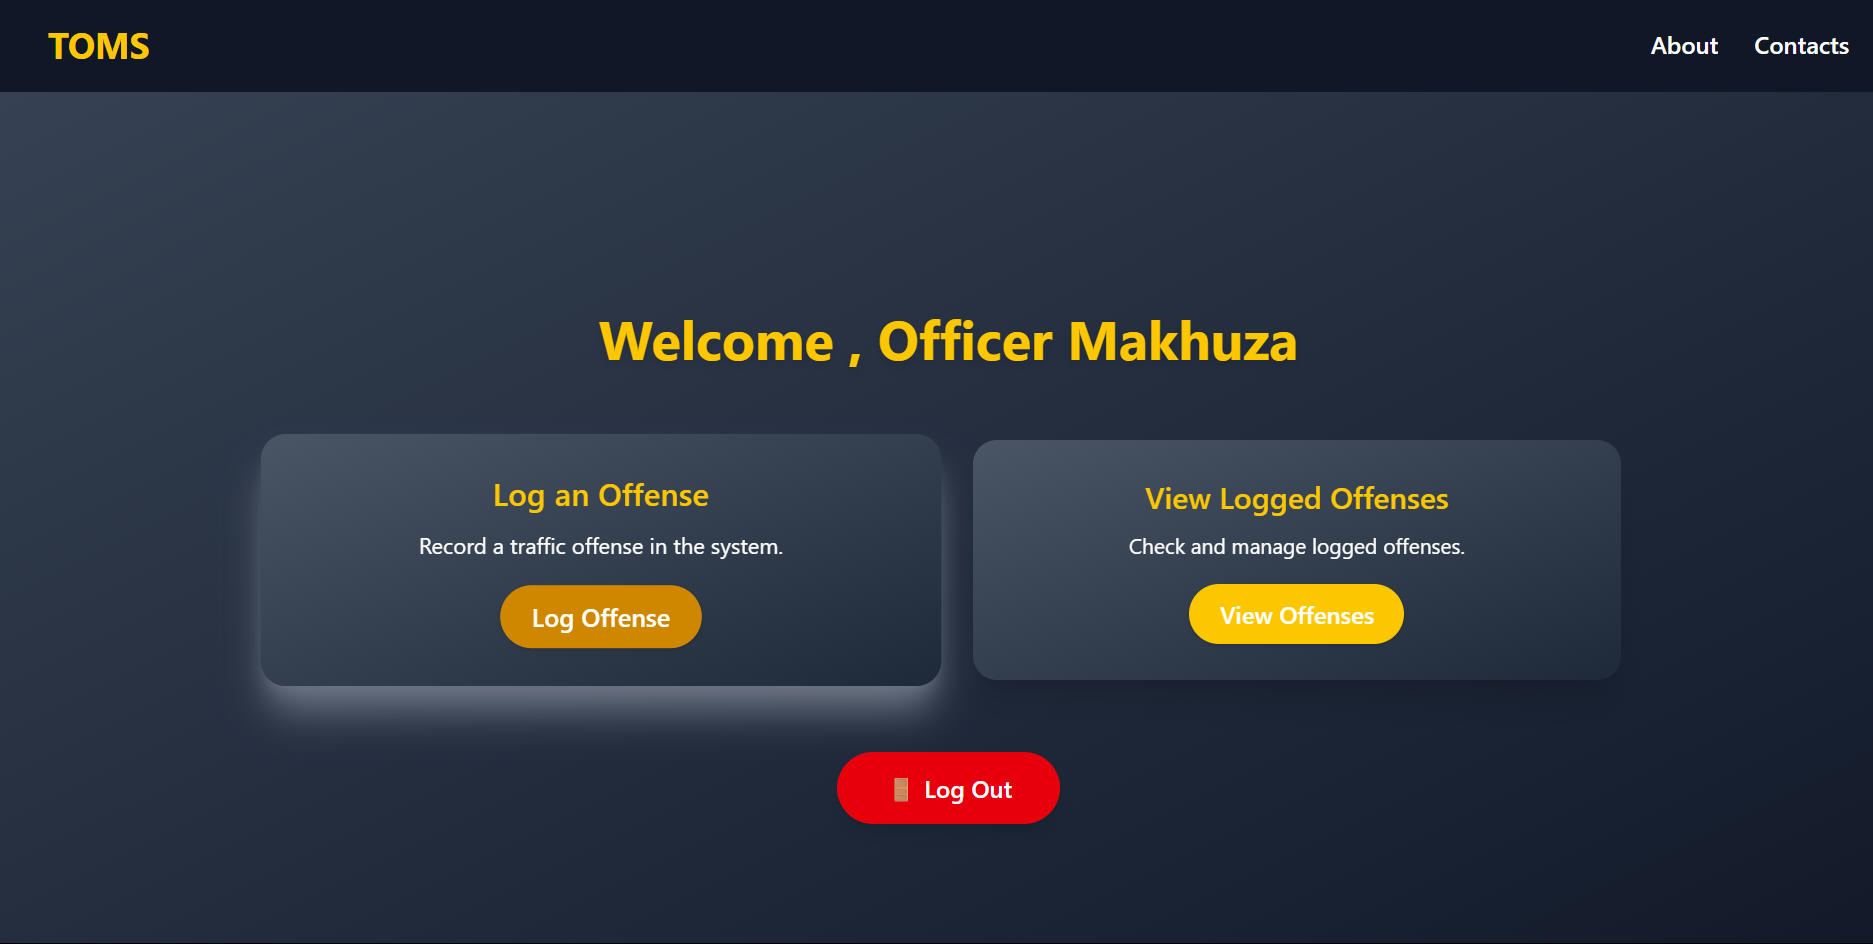 TOMS
About
Contacts
Welcome , Officer Makhuza
Log an Offense
Record a traffic offense in the system.
Log Offense
View Logged Offenses
Check and manage logged offenses.
View Offenses
Log Out